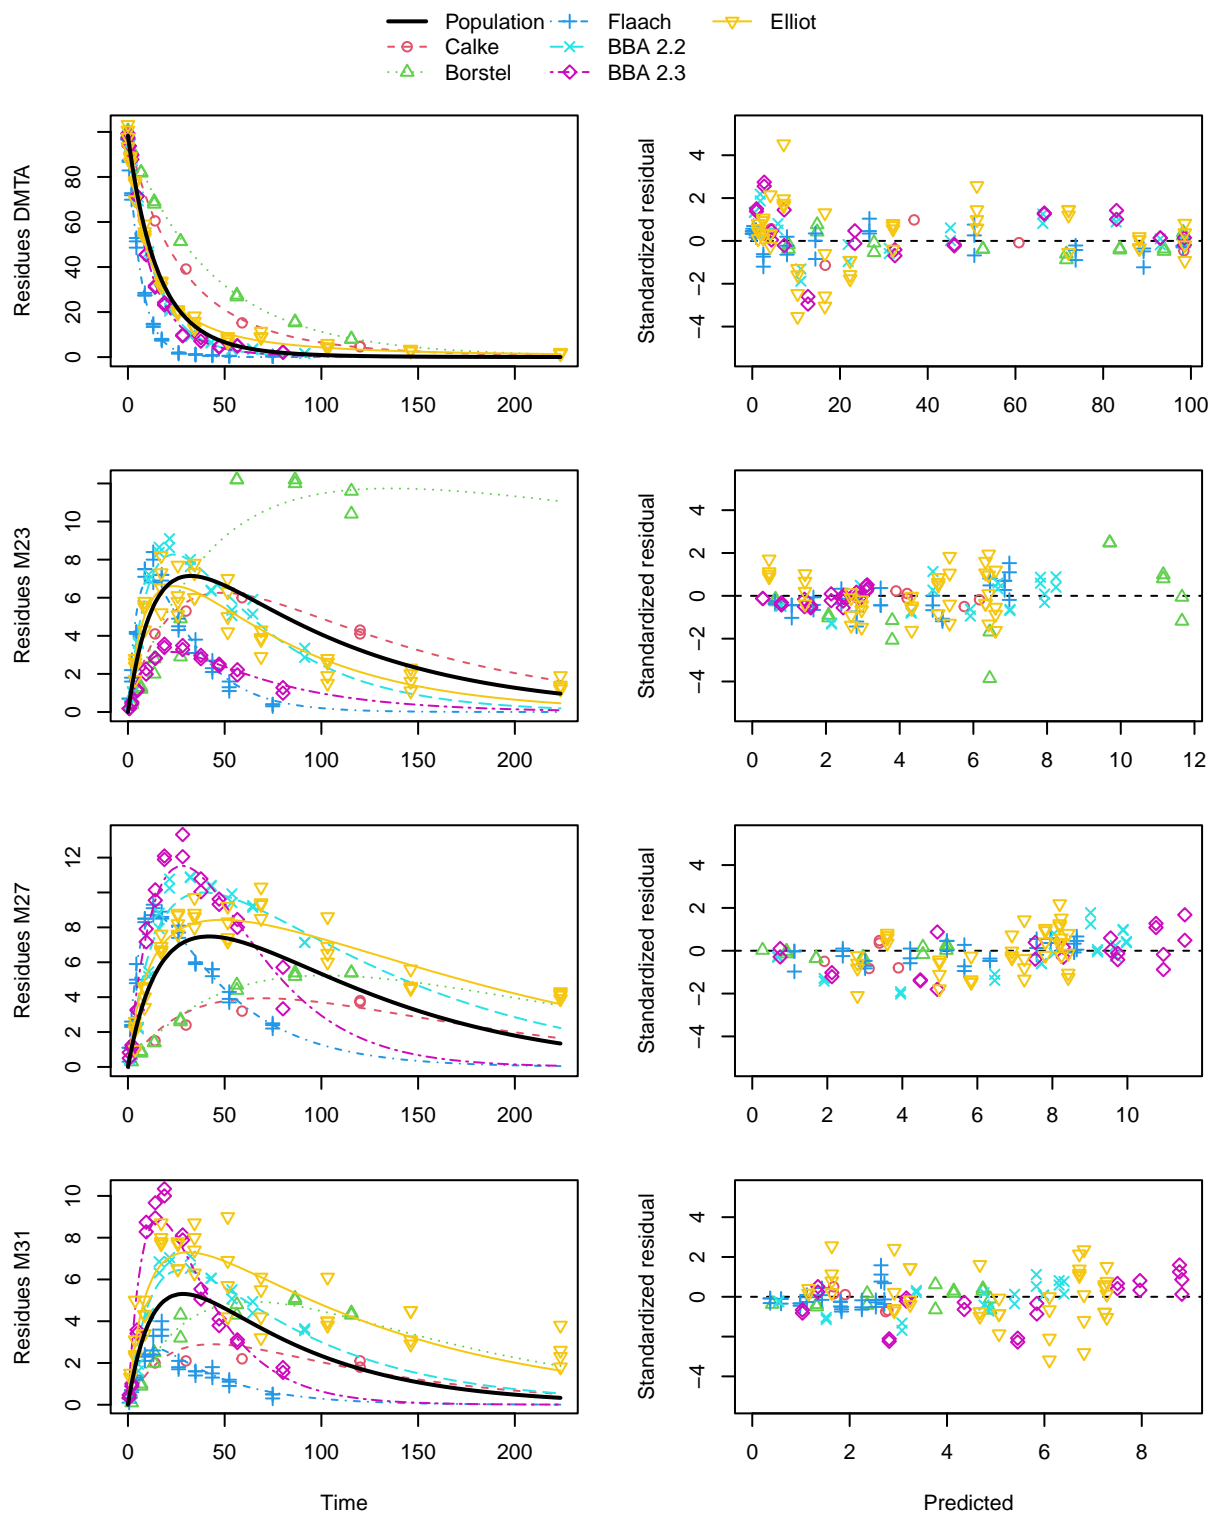 Population Flaach Elliot
Calke BBA 2.2
Borstel BBA 2.3
Residues DMTA
0 20 40 60 80
0 50 100 150 200
Standardized residual
-4 -2 0 2 4
0 20 40 60 80 100
Residues M23
0 2 4 6 8 10
0 50 100 150 200
Standardized residual
−4 −2 0 2 4
0 2 4 6 8 10 12
Residues M27
0 2 4 6 8 12
0 50 100 150 200
Standardized residual
−4 −2 0 2 4
0 2 4 6 8 10
Residues M31
0 2 4 6 8 10
0 50 100 150 200
Time
Standardized residual
−4 −2 0 2 4
0 2 4 6 8
Predicted